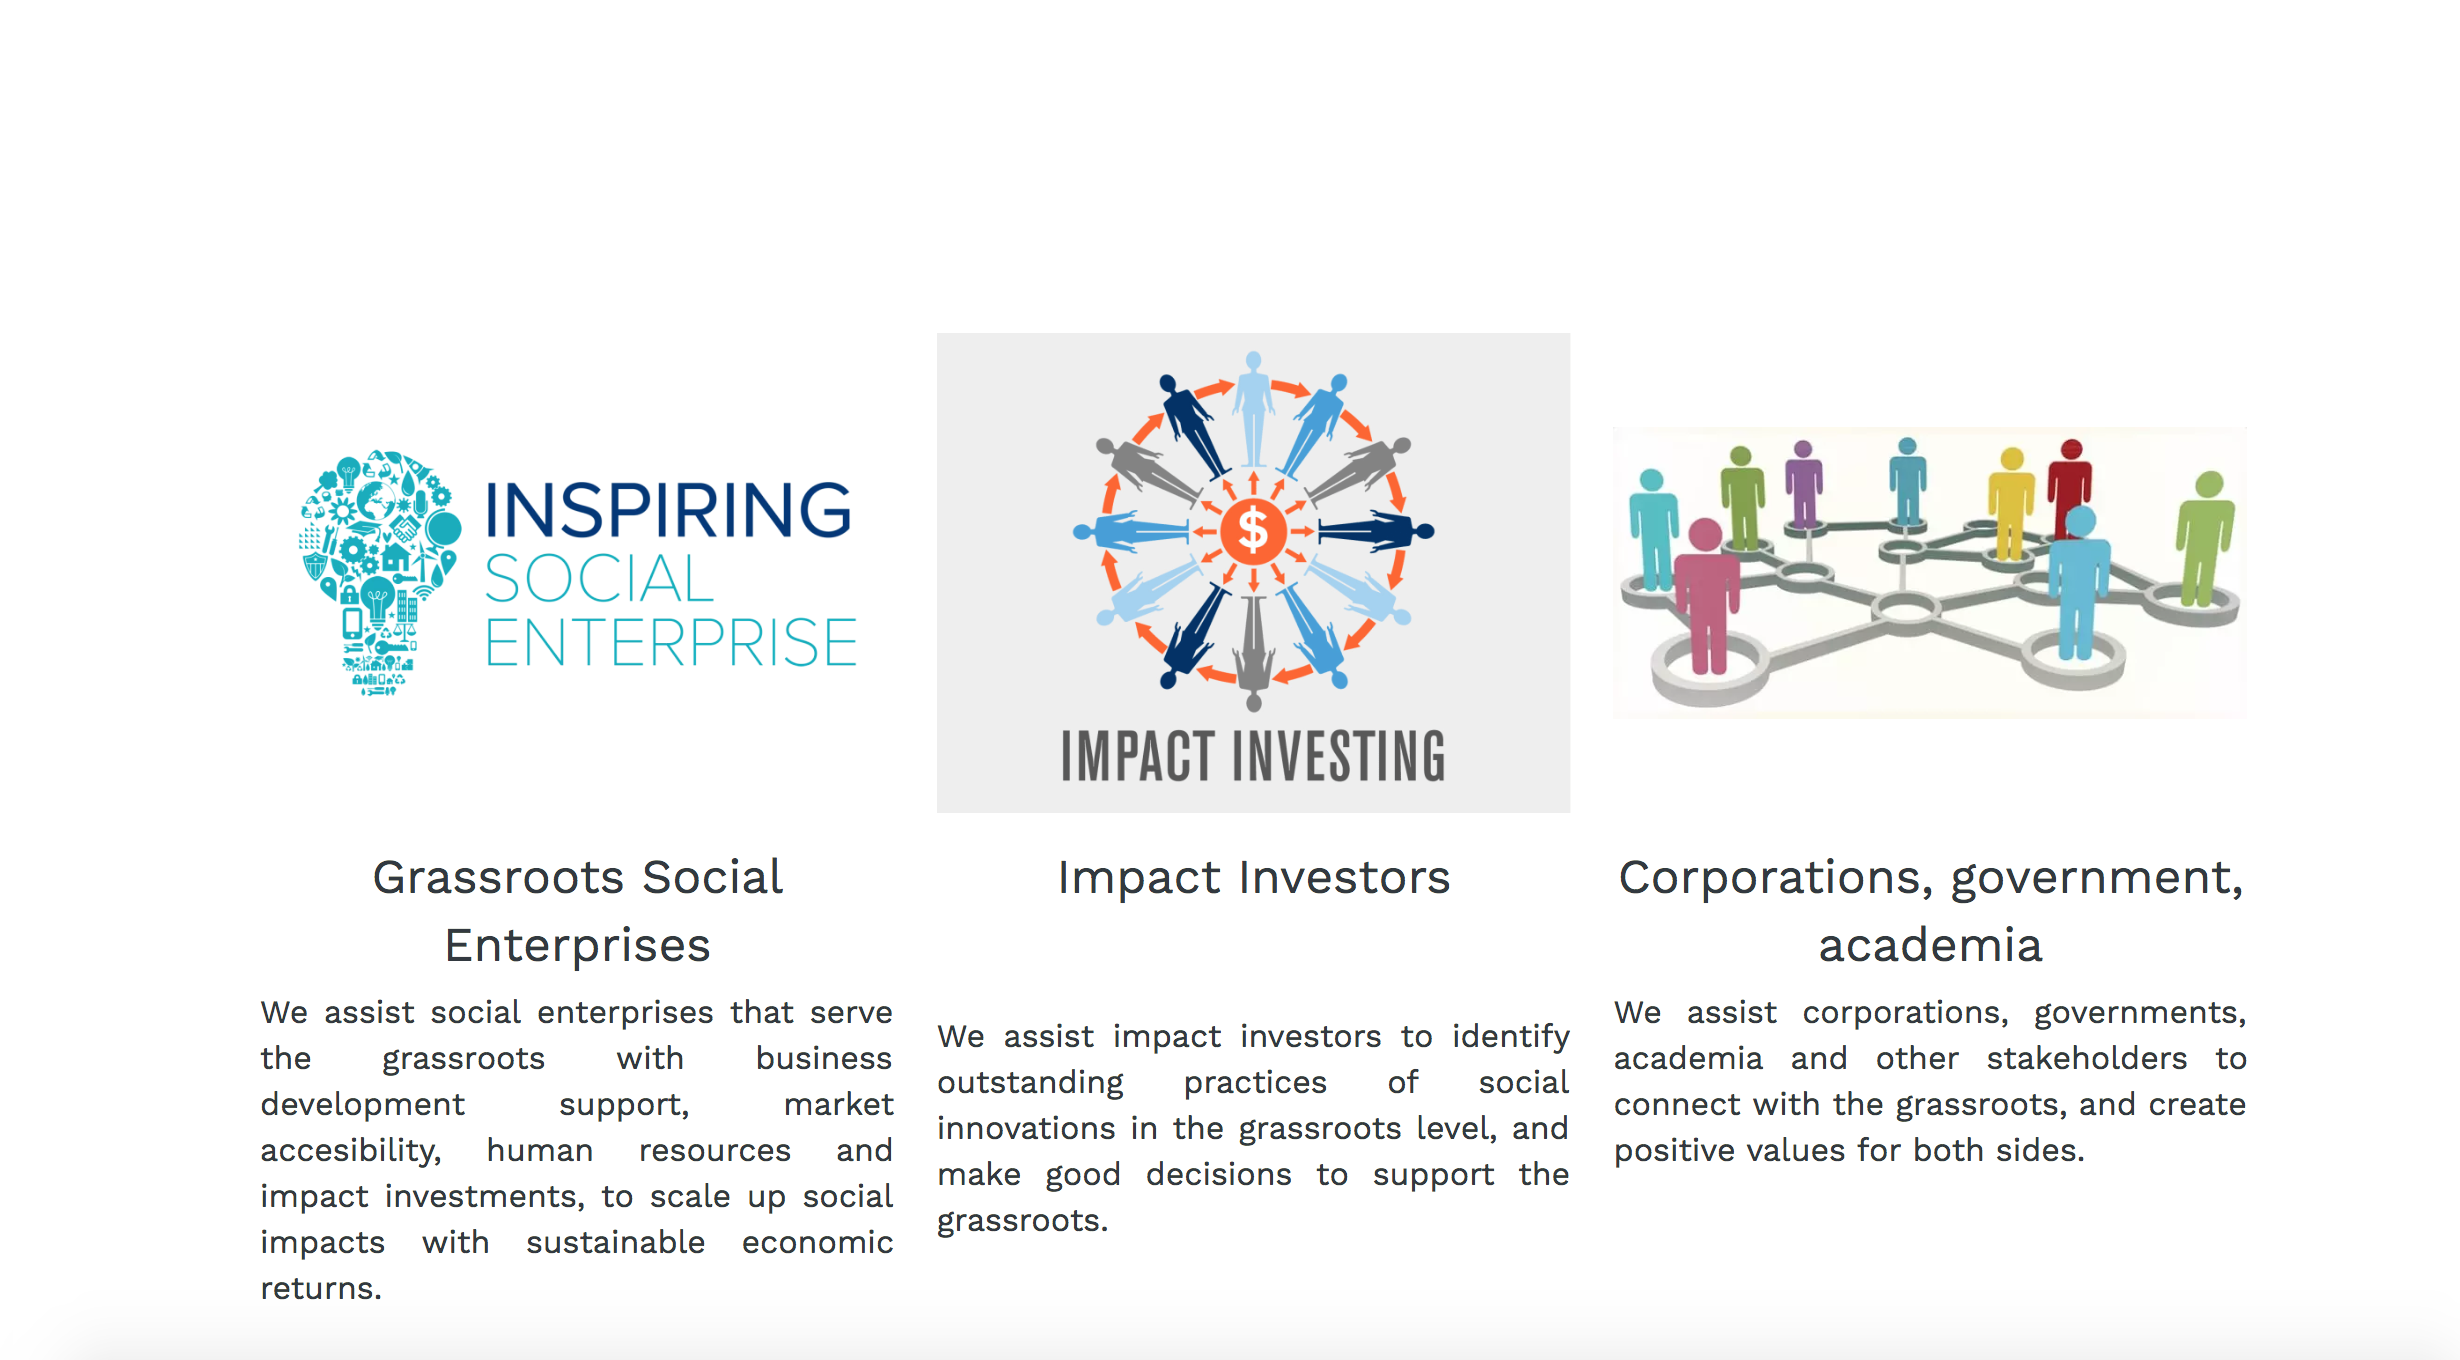 INSPIRING
SOCIAL
ENTERPRISE
$
IMPACT INVESTING
Grassroots Social
Enterprises
We assist social enterprises that serve
the grassroots with business
development support, market
accesibility, human resources and
impact investments, to scale up social
impacts with sustainable economic
returns.
Impact Investors
We assist impact investors to identify
outstanding practices of social
innovations in the grassroots level, and
make good decisions to support the
grassroots.
Corporations, government,
academia
We assist corporations, governments,
academia and other stakeholders to
connect with the grassroots, and create
positive values for both sides.